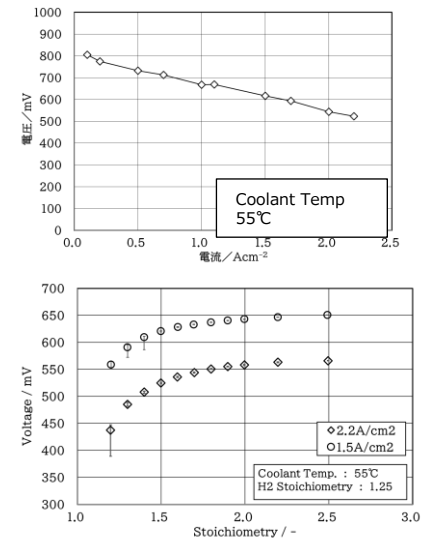 1000
900
800
700
600
500
400
300
200
100
0
電圧／mV
Coolant Temp
55℃
0.0 0.5 1.0 1.5 2.0 2.5
電流／Acm⁻²
700
650
600
550
500
450
400
350
300
Voltage / mV
2.2A/cm2
1.5A/cm2
Coolant Temp. : 55℃
H2 Stoichiometry : 1.25
1.0 1.5 2.0 2.5 3.0
Stoichiometry / -